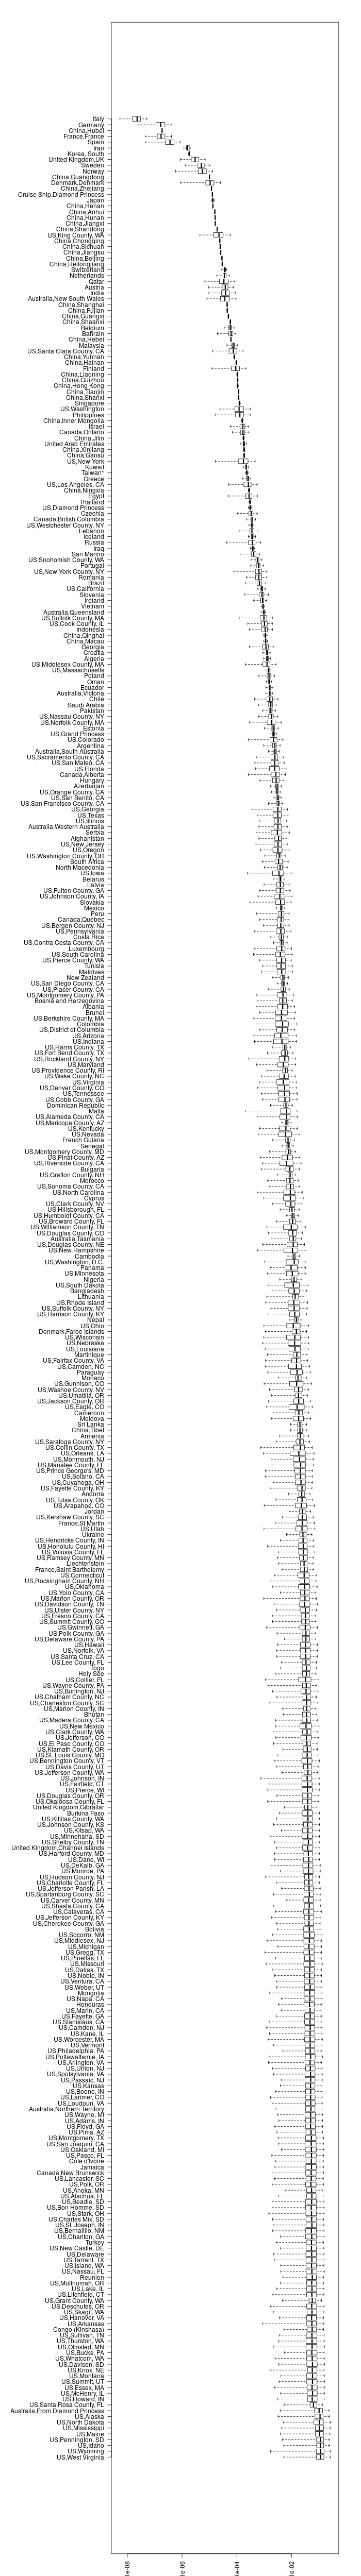 Italy
Germany
China,Hubei
France,France
Spain
Iran
Korea, South
United Kingdom,UK
Sweden
Norway
China,Guangdong
Denmark,Denmark
China,Zhejiang
Cruise Ship,Diamond Princess
Japan
China,Henan
China,Anhui
China,Hunan
China,Jiangxi
China,Shandong
US,King County, WA
China,Chongqing
China,Sichuan
China,Jiangsu
China,Beijing
China,Heilongjiang
Switzerland
Netherlands
Qatar
Austria
India
Australia,New South Wales
China,Shanghai
China,Fujian
China,Guangxi
China,Shaanxi
Belgium
Bahrain
China,Hebei
Malaysia
US,Santa Clara County, CA
China,Yunnan
China,Hainan
Finland
China,Liaoning
China,Guizhou
China,Hong Kong
China,Tianjin
China,Shanxi
Singapore
US,Washington
Philippines
China,Inner Mongolia
Israel
Canada,Ontario
China,Jilin
United Arab Emirates
China,Xinjiang
China,Gansu
US,New York
Kuwait
Taiwan*
Greece
US,Los Angeles, CA
China,Ningxia
Egypt
Thailand
US,Diamond Princess
Czechia
Canada,British Columbia
US,Westchester County, NY
Lebanon
Iceland
Russia
Iraq
San Marino
US,Snohomish County, WA
Portugal
US,New York County, NY
Romania
Brazil
US,California
Slovenia
Ireland
Vietnam
Australia,Queensland
US,Suffolk County, MA
US,Cook County, IL
Indonesia
China,Qinghai
China,Macau
Georgia
Croatia
Algeria
US,Middlesex County, MA
US,Massachusetts
Poland
Oman
Ecuador
Australia,Victoria
Chile
Saudi Arabia
Pakistan
US,Nassau County, NY
US,Norfolk County, MA
Estonia
US,Grand Princess
US,Colorado
Argentina
Australia,South Australia
US,Sacramento County, CA
US,San Mateo, CA
US,Florida
Canada,Alberta
Hungary
Azerbaijan
US,Orange County, CA
US,San Benito, CA
US,San Francisco County, CA
US,Georgia
US,Texas
US,Illinois
Australia,Western Australia
Serbia
Afghanistan
US,New Jersey
US,Oregon
US,Washington County, OR
South Africa
North Macedonia
US,Iowa
Belarus
Latvia
US,Fulton County, GA
US,Johnson County, IA
Slovakia
Mexico
Peru
Canada,Quebec
US,Bergen County, NJ
US,Pennsylvania
Costa Rica
US,Contra Costa County, CA
Luxembourg
US,South Carolina
US,Pierce County, WA
Tunisia
Maldives
New Zealand
US,San Diego County, CA
US,Placer County, CA
US,Montgomery County, PA
Bosnia and Herzegovina
Albania
Brunei
US,Berkshire County, MA
Colombia
US,District of Columbia
US,Arizona
US,Indiana
US,Harris County, TX
US,Fort Bend County, TX
US,Rockland County, NY
US,Maryland
US,Providence County, RI
US,Wake County, NC
US,Virginia
US,Denver County, CO
US,Tennessee
US,Cobb County, GA
Dominican Republic
Malta
US,Alameda County, CA
US,Maricopa County, AZ
US,Kentucky
US,Nevada
French Guiana
Senegal
US,Montgomery County, MD
US,Pinal County, AZ
US,Riverside County, CA
Bulgaria
US,Grafton County, NH
Morocco
US,Sonoma County, CA
US,North Carolina
Cyprus
US,Clark County, NV
US,Hillsborough, FL
US,Humboldt County, CA
US,Broward County, FL
US,Williamson County, TN
US,Douglas County, CO
Australia,Tasmania
US,Douglas County, NE
US,New Hampshire
Cambodia
US,Washington, D.C.
Panama
US,Minnesota
Nigeria
US,South Dakota
Bangladesh
Lithuania
US,Rhode Island
US,Suffolk County, NY
US,Harrison County, KY
Nepal
US,Ohio
Denmark,Faroe Islands
US,Wisconsin
US,Nebraska
US,Louisiana
Martinique
US,Fairfax County, VA
US,Camden, NC
Paraguay
Monaco
US,Gunnison, CO
US,Washoe County, NV
US,Umatilla, OR
US,Jackson County, OR
US,Eagle, CO
Cameroon
Moldova
Sri Lanka
China,Tibet
Armenia
US,Saratoga County, NY
US,Collin County, TX
US,Orleans, LA
US,Monmouth, NJ
US,Manatee County, FL
US,Prince George's, MD
US,Solano, CA
US,Cuyahoga, OH
US,Fayette County, KY
Andorra
US,Tulsa County, OK
US,Arapahoe, CO
Jordan
US,Kershaw County, SC
France,St Martin
US,Utah
Ukraine
US,Hendricks County, IN
US,Honolulu County, HI
US,Volusia County, FL
US,Ramsey County, MN
Liechtenstein
France,Saint Barthelemy
US,Connecticut
US,Rockingham County, NH
US,Oklahoma
US,Yolo County, CA
US,Marion County, OR
US,Davidson County, TN
US,Ulster County, NY
US,Fresno County, CA
US,Summit County, CO
US,Gwinnett, GA
US,Polk County, GA
US,Delaware County, PA
US,Hawaii
US,Norfolk, VA
US,Santa Cruz, CA
US,Lee County, FL
Togo
Holy See
US,Collier, FL
US,Wayne County, PA
US,Burlington, NJ
US,Chatham County, NC
US,Charleston County, SC
US,Marion County, IN
Bhutan
US,Madera County, CA
US,New Mexico
US,Clark County, WA
US,Jefferson, CO
US,El Paso County, CO
US,Klamath County, OR
US,St. Louis County, MO
US,Bennington County, VT
US,Davis County, UT
US,Jefferson County, WA
US,Johnson, IN
US,Fairfield, CT
US,Pierce, WI
US,Douglas County, OR
US,Okaloosa County, FL
United Kingdom,Gibraltar
Burkina Faso
US,Kittitas County, WA
US,Johnson County, KS
US,Kitsap, WA
US,Minnehaha, SD
US,Shelby County, TN
United Kingdom,Channel Islands
US,Harford County, MD
US,Dane, WI
US,DeKalb, GA
US,Monroe, PA
US,Hudson County, NJ
US,Charlotte County, FL
US,Jefferson Parish, LA
US,Spartanburg County, SC
US,Carver County, MN
US,Shasta County, CA
US,Calaveras, CA
US,Jefferson County, KY
US,Cherokee County, GA
Bolivia
US,Socorro, NM
US,Michigan
US,Middlesex, NJ
US,Gregg, TX
US,Pinellas, FL
US,Missouri
US,Dallas, TX
US,Noble, IN
US,Ventura, CA
US,Weber, UT
Mongolia
US,Napa, CA
Honduras
US,Marin, CA
US,Fayette, GA
US,Stanislaus, CA
US,Camden, NJ
US,Kane, IL
US,Worcester, MA
US,Vermont
US,Philadelphia, PA
US,Pottawattamie, IA
US,Arlington, VA
US,Union, NJ
US,Spotsylvania, VA
US,Passaic, NJ
US,Kansas
US,Boone, IN
US,Larimer, CO
US,Loudoun, VA
Australia,Northern Territory
US,Wayne, MI
US,Adams, IN
US,Floyd, GA
US,Pima, AZ
US,Montgomery, TX
US,San Joaquin, CA
US,Oakland, MI
US,Pasco, FL
Cote d'Ivoire
Jamaica
Canada,New Brunswick
US,Lancaster, SC
US,Polk, OR
US,Anoka, MN
US,Alachua, FL
US,Beadle, SD
US,Bon Homme, SD
US,Stark, OH
US,Charles Mix, SD
US,St. Joseph, IN
US,Bernalillo, NM
US,Charlton, GA
Turkey
US,New Castle, DE
US,Delaware
US,Tarrant, TX
US,Island, WA
US,Nassau, FL
Reunion
US,Multnomah, OR
US,Lake, IL
US,Litchfield, CT
US,Grant County, WA
US,Deschutes, OR
US,Skagit, WA
US,Hanover, VA
US,Arkansas
Congo (Kinshasa)
US,Sullivan, TN
US,Thurston, WA
US,Olmsted, MN
US,Bucks, PA
US,Whatcom, WA
US,Davison, SD
US,Knox, NE
US,Montana
US,Summit, UT
US,Essex, MA
US,McHenry, IL
US,Howard, IN
US,Santa Rosa County, FL
Australia,From Diamond Princess
US,Alaska
US,North Dakota
US,Mississippi
US,Maine
US,Pennington, SD
US,Idaho
US,Wyoming
US,West Virginia
e-08
e-06
e-04
e-02